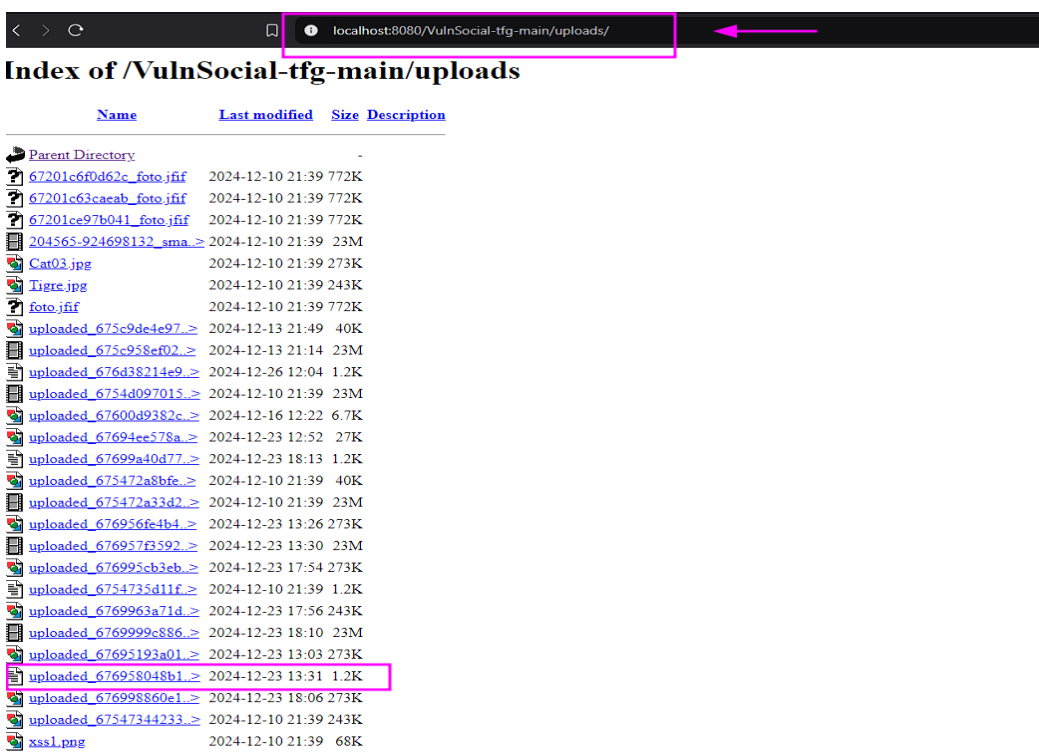 localhost:8080/VulnSocial-tfg-main/uploads/
Index of /VulnSocial-tfg-main/uploads
Name Last modified Size Description
Parent Directory -
67201c6f0d62c_foto.jfif 2024-12-10 21:39 772K
67201c63caeab_foto.jfif 2024-12-10 21:39 772K
67201ce97b041_foto.jfif 2024-12-10 21:39 772K
204565-924698132_sma..> 2024-12-10 21:39 23M
Cat03.jpg 2024-12-10 21:39 273K
Tigre.jpg 2024-12-10 21:39 243K
foto.jfif 2024-12-10 21:39 772K
uploaded_675c9de4e97..> 2024-12-13 21:49 40K
uploaded_675c958ef02..> 2024-12-13 21:14 23M
uploaded_676d38214e9..> 2024-12-26 12:04 1.2K
uploaded_6754d097015..> 2024-12-10 21:39 23M
uploaded_67600d9382c..> 2024-12-16 12:22 6.7K
uploaded_67694ee578a..> 2024-12-23 12:52 27K
uploaded_67699a40d77..> 2024-12-23 18:13 1.2K
uploaded_675472a8bfe..> 2024-12-10 21:39 40K
uploaded_675472a33d2..> 2024-12-10 21:39 23M
uploaded_676956fe4b4..> 2024-12-23 13:26 273K
uploaded_676957f3592..> 2024-12-23 13:30 23M
uploaded_676995cb3eb..> 2024-12-23 17:54 273K
uploaded_6754735d11f..> 2024-12-10 21:39 1.2K
uploaded_6769963a71d..> 2024-12-23 17:56 243K
uploaded_6769999c886..> 2024-12-23 18:10 23M
uploaded_67695193a01..> 2024-12-23 13:03 273K
uploaded_676958048b1..> 2024-12-23 13:31 1.2K
uploaded_676998860e1..> 2024-12-23 18:06 273K
uploaded_67547344233..> 2024-12-10 21:39 243K
xss1.png 2024-12-10 21:39 68K